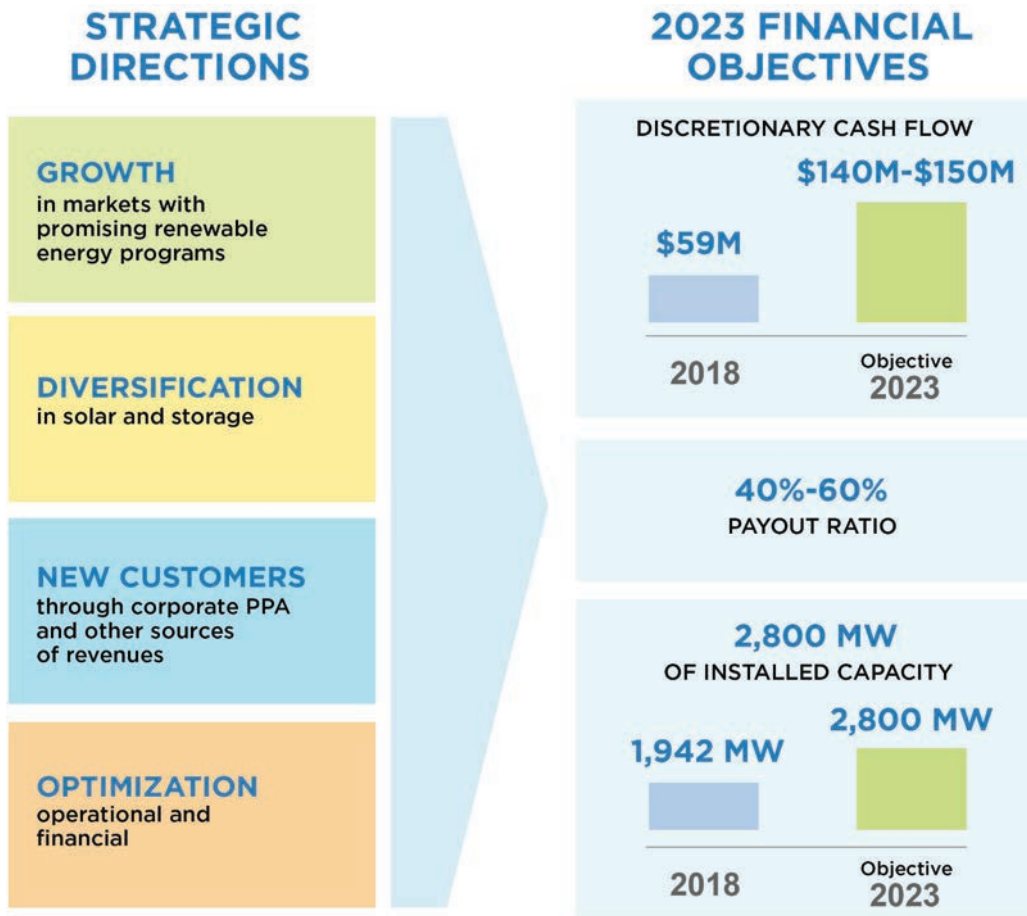 STRATEGIC
DIRECTIONS
GROWTH
in markets with
promising renewable
energy programs
DIVERSIFICATION
in solar and storage
NEW CUSTOMERS
through corporate PPA
and other sources
of revenues
OPTIMIZATION
operational and
financial
2023 FINANCIAL
OBJECTIVES
DISCRETIONARY CASH FLOW
$140M-$150M
$59M
2018
Objective
2023
40%-60%
PAYOUT RATIO
2,800 MW
OF INSTALLED CAPACITY
2,800 MW
1,942 MW
2018
Objective
2023